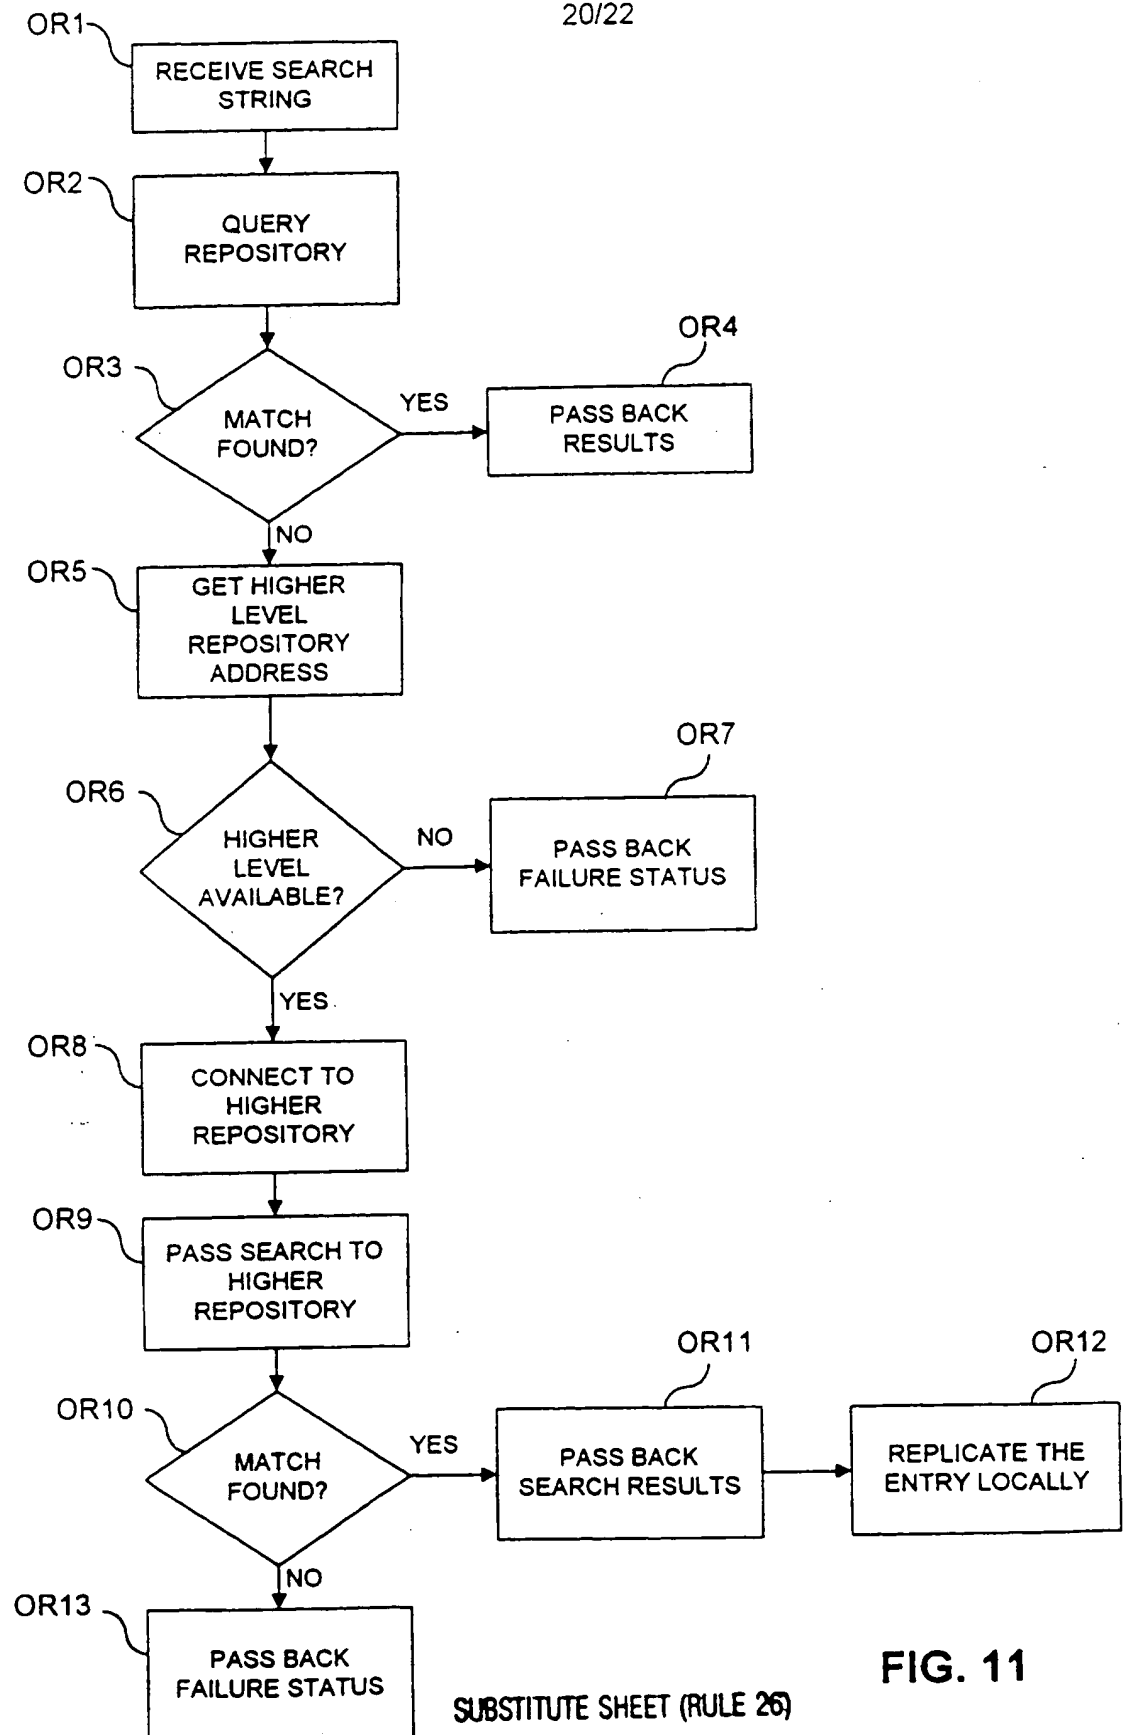 20/22
OR1
RECEIVE SEARCH
STRING
OR2
QUERY
REPOSITORY
OR3
MATCH
FOUND?
YES
OR4
PASS BACK
RESULTS
NO
OR5
GET HIGHER
LEVEL
REPOSITORY
ADDRESS
OR6
HIGHER
LEVEL
AVAILABLE?
NO
OR7
PASS BACK
FAILURE STATUS
YES
OR8
CONNECT TO
HIGHER
REPOSITORY
OR9
PASS SEARCH TO
HIGHER
REPOSITORY
OR10
MATCH
FOUND?
YES
OR11
PASS BACK
SEARCH RESULTS
OR12
REPLICATE THE
ENTRY LOCALLY
NO
OR13
PASS BACK
FAILURE STATUS
FIG. 11
SUBSTITUTE SHEET (RULE 26)